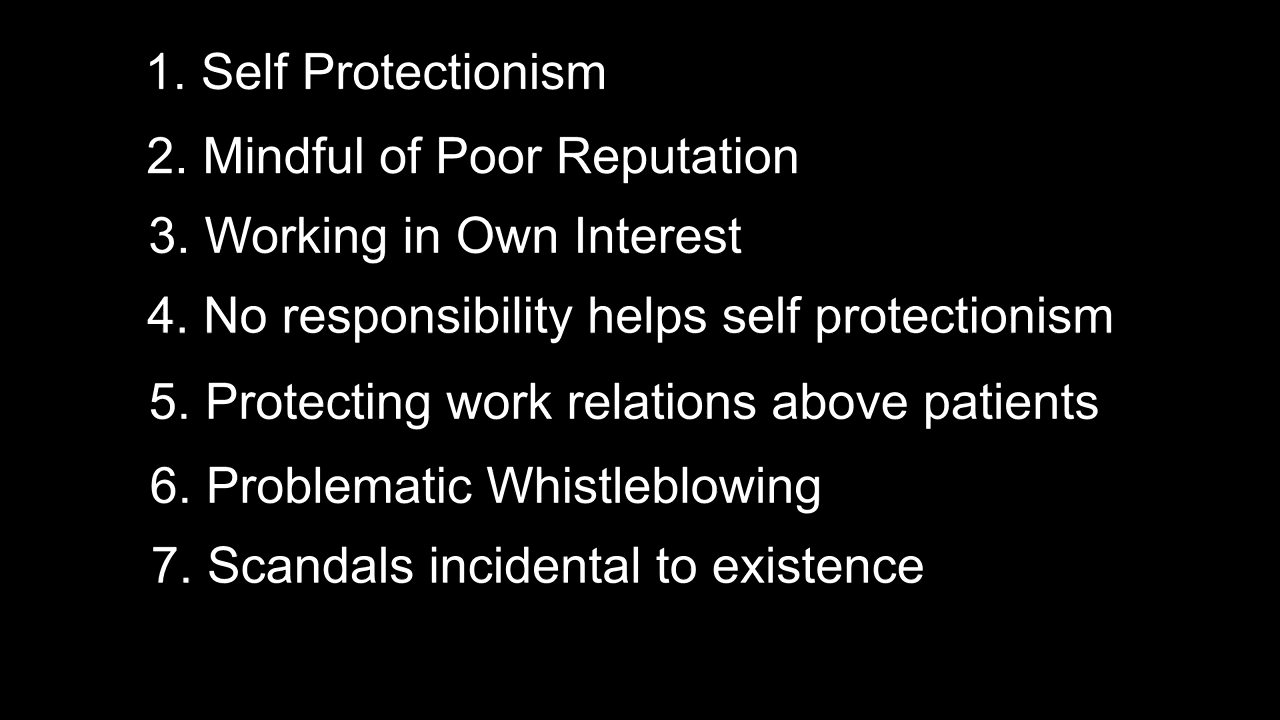 1. Self Protectionism
2. Mindful of Poor Reputation
3. Working in Own Interest
4. No responsibility helps self protectionism
5. Protecting work relations above patients
6. Problematic Whistleblowing
7. Scandals incidental to existence